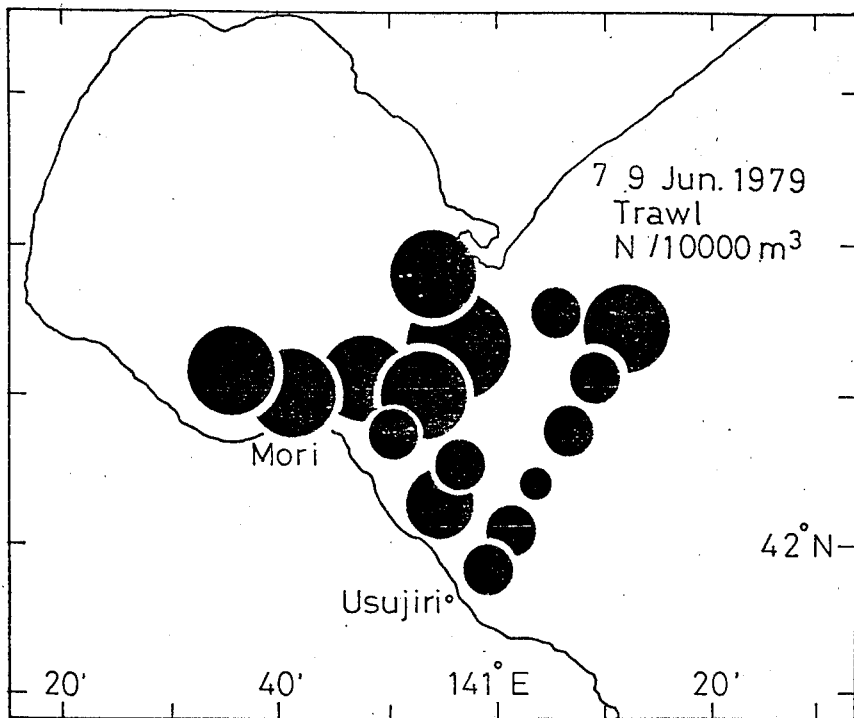 7 9 Jun. 1979
Trawl
N /10000 m³
Mori
42°N
Usujiri
20'
40'
141°E
20'